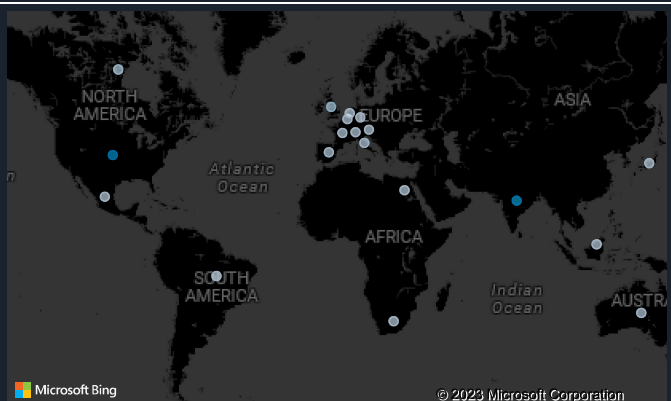 NORTH
AMERICA
EUROPE
ASIA
Atlantic
Ocean
n
AFRICA
SOUTH
AMERICA
Indian
Ocean
AUSTRA
Microsoft Bing
© 2023 Microsoft Corporation